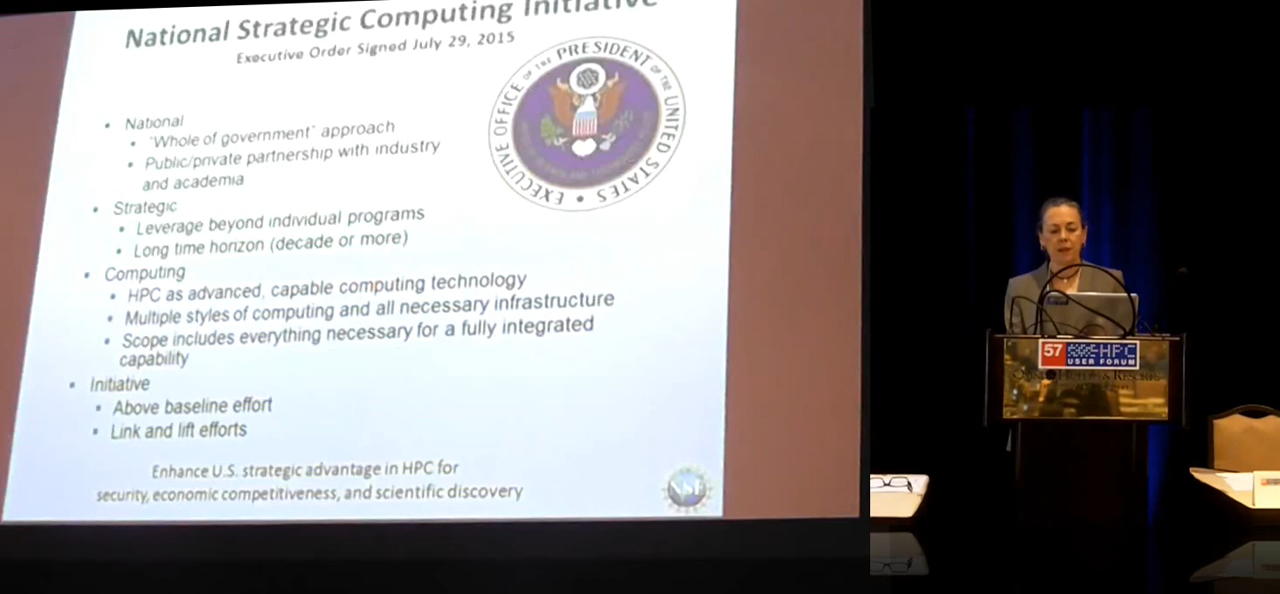 National Strategic Computing Initiative
Executive Order Signed July 29, 2015
EXECUTIVE OFFICE OF THE PRESIDENT OF THE UNITED STATES
• National
• "Whole of government" approach
• Public/private partnership with industry
and academia
• Strategic
• Leverage beyond individual programs
• Long time horizon (decade or more)
• Computing
• HPC as advanced, capable computing technology
• Multiple styles of computing and all necessary infrastructure
• Scope includes everything necessary for a fully integrated
capability
• Initiative
• Above baseline effort
• Link and lift efforts
Enhance U.S. strategic advantage in HPC for
security, economic competitiveness, and scientific discovery
NSF
57 HPC
USER FORUM